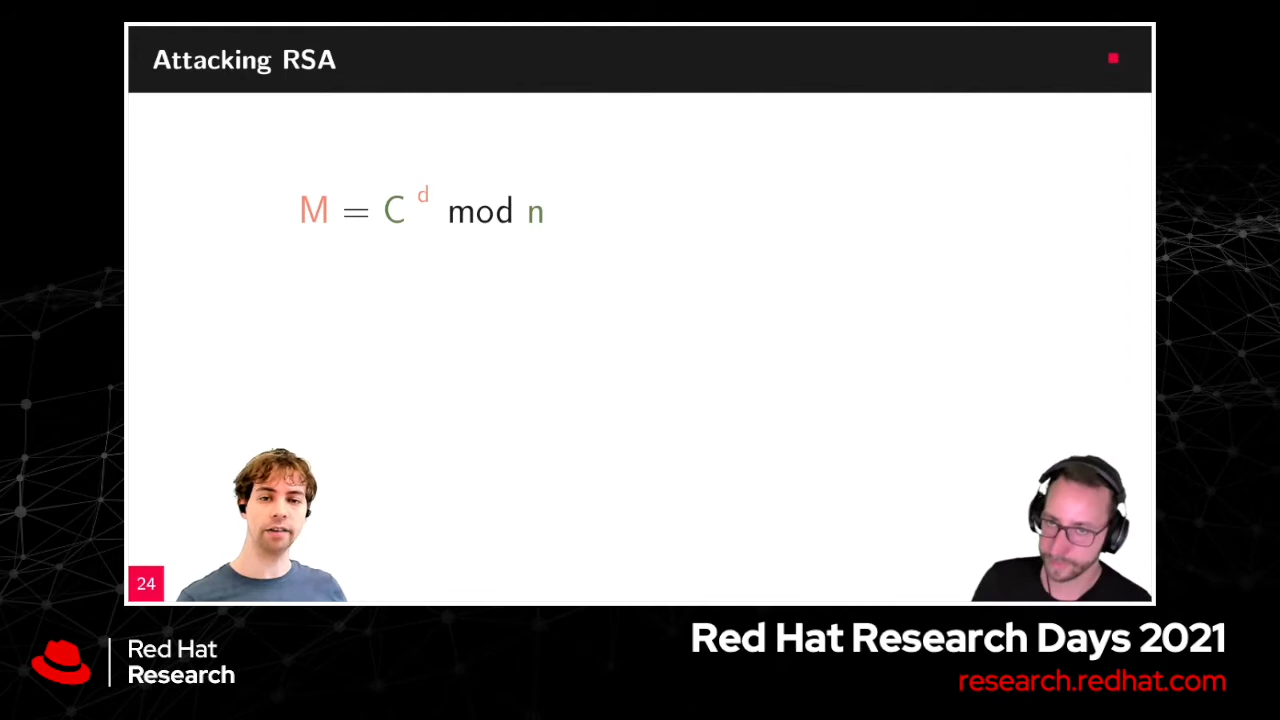 Attacking RSA
M = C d mod n
24
Red Hat
Research
Red Hat Research Days 2021
research.redhat.com